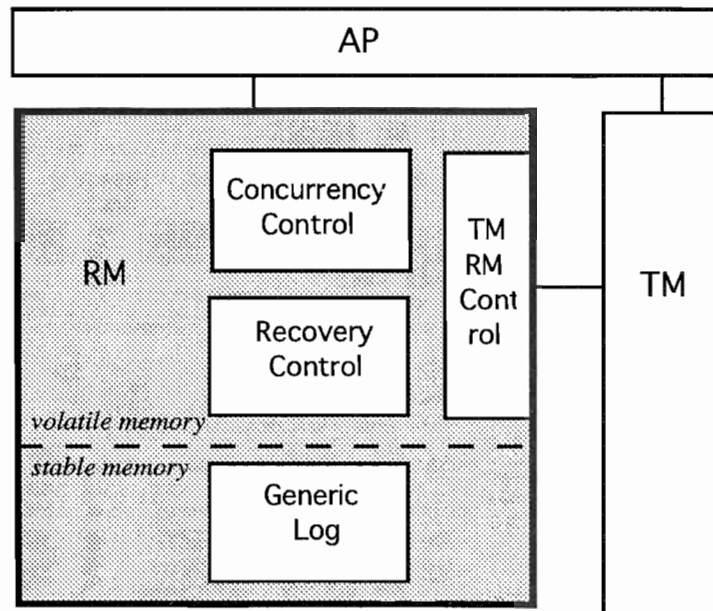 AP
Concurrency
Control
RM
TM
RM
Cont
rol
TM
Recovery
Control
volatile memory
stable memory
Generic
Log